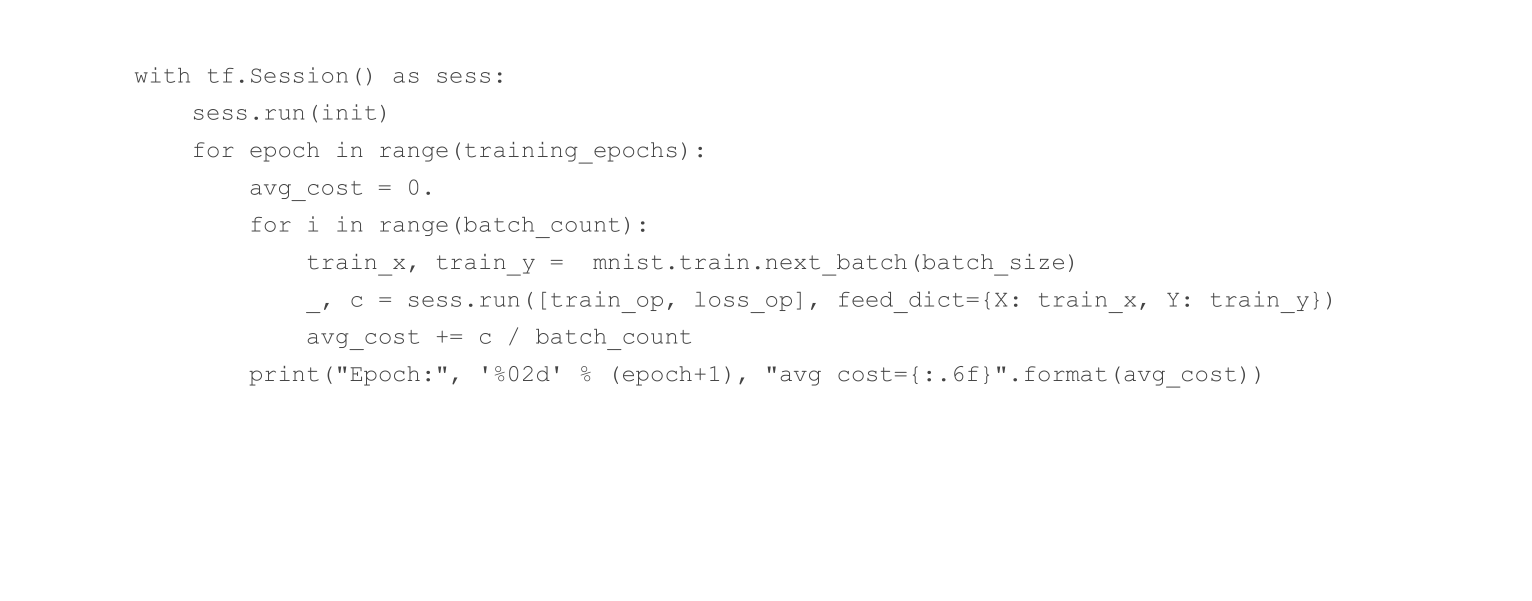 with tf.Session() as sess:
    sess.run(init)
    for epoch in range(training_epochs):
        avg_cost = 0.
        for i in range(batch_count):
            train_x, train_y =  mnist.train.next_batch(batch_size)
            _, c = sess.run([train_op, loss_op], feed_dict={X: train_x, Y: train_y})
            avg_cost += c / batch_count
        print("Epoch:", '%02d' % (epoch+1), "avg cost={:.6f}".format(avg_cost))